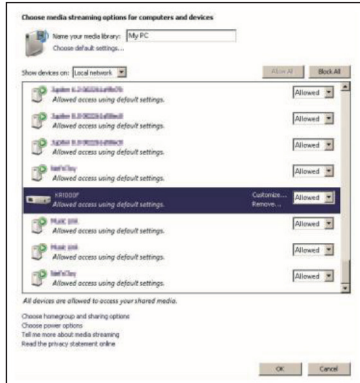 Choose media streaming options for computers and devices
Name your media library: My PC
Choose default settings...
Show devices on: Local network Allow All Block All
Allowed access using default settings. Allowed
Allowed access using default settings. Allowed
Allowed access using default settings. Allowed
Allowed access using default settings. Allowed
Customize... Allowed
Allowed access using default settings. Remove...
Music Link Allowed
Allowed access using default settings.
Music Link Allowed
Allowed access using default settings.
Allowed access using default settings. Allowed
All devices are allowed to access your shared media.
Choose homegroup and sharing options
Choose power options
Tell me more about media streaming
Read the privacy statement online
OK Cancel